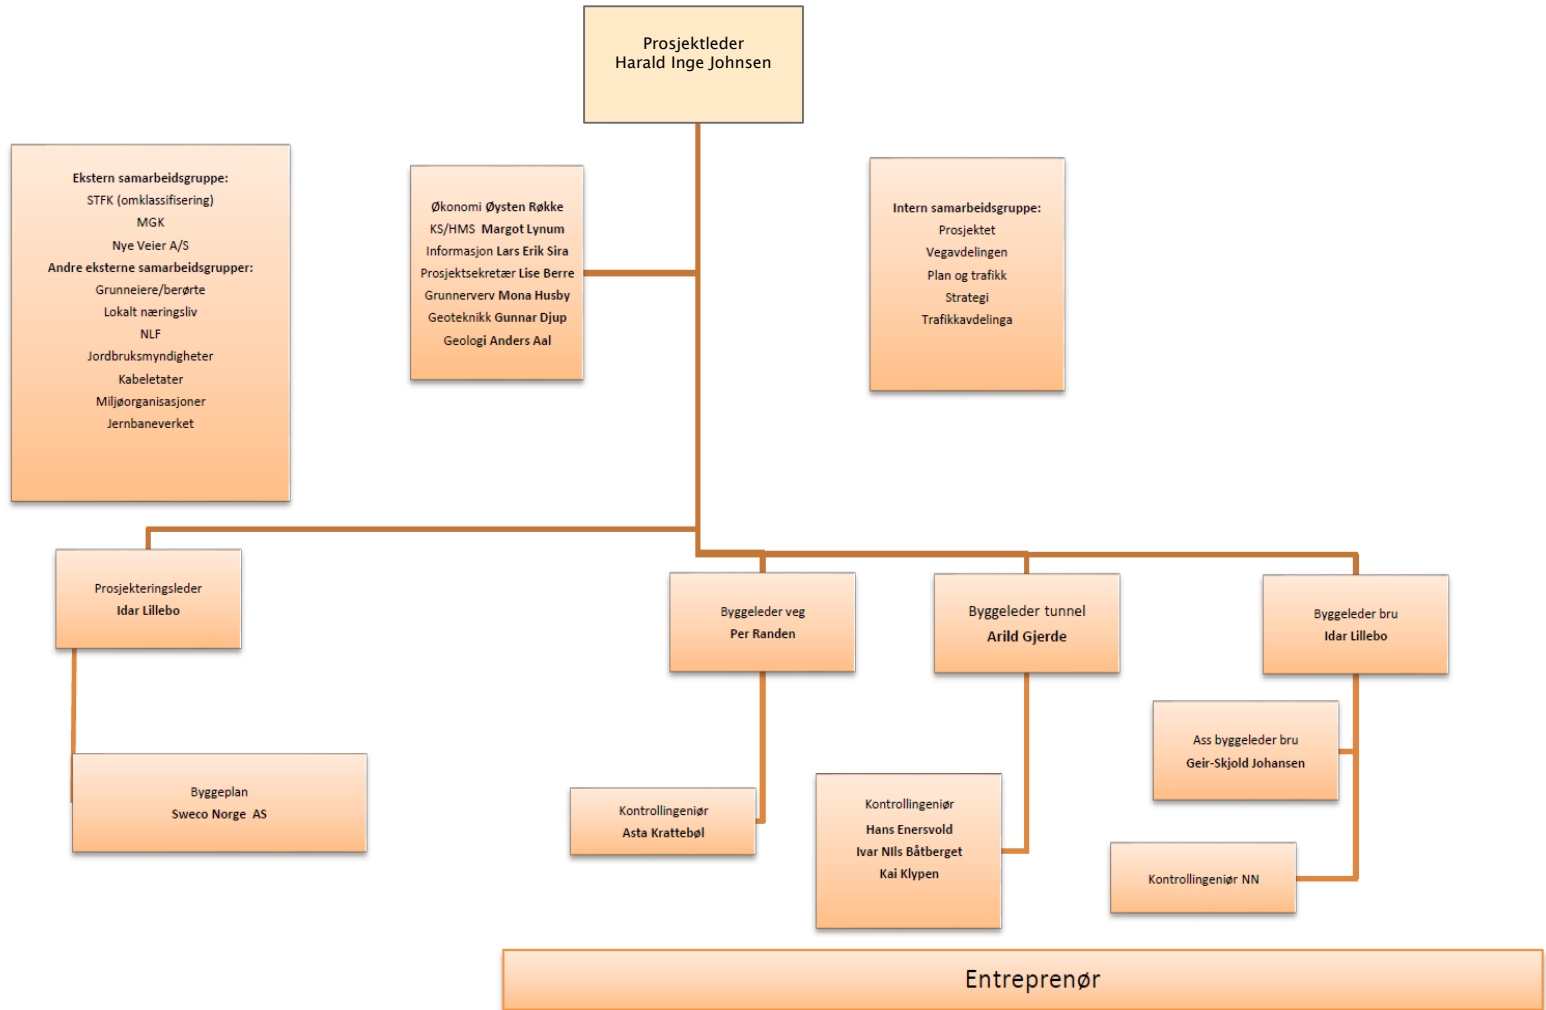 Prosjektleder
Harald Inge Johnsen
Ekstern samarbeidsgruppe:
STFK (omklassifisering)
MGK
Nye Veier A/S
Andre eksterne samarbeidsgrupper:
Grunneiere/berørte
Lokalt næringsliv
NLF
Jordbruksmyndigheter
Kabeletater
Miljøorganisasjoner
Jernbaneverket
Økonomi Øysten Røkke
KS/HMS Margot Lynum
Informasjon Lars Erik Sira
Prosjektsekretær Lise Berre
Grunnerverv Mona Husby
Geoteknikk Gunnar Djup
Geologi Anders Aal
Intern samarbeidsgruppe:
Prosjektet
Vegavdelingen
Plan og trafikk
Strategi
Trafikkavdelinga
Prosjekteringsleder
Idar Lillebo
Byggeleder veg
Per Randen
Byggeleder tunnel
Arild Gjerde
Byggeleder bru
Idar Lillebo
Byggeplan
Sweco Norge AS
Kontrollingeniør
Asta Krattebøl
Kontrollingeniør
Hans Enersvold
Ivar NIls Båtberget
Kai Klypen
Ass byggeleder bru
Geir-Skjold Johansen
Kontrollingeniør NN
Entreprenør